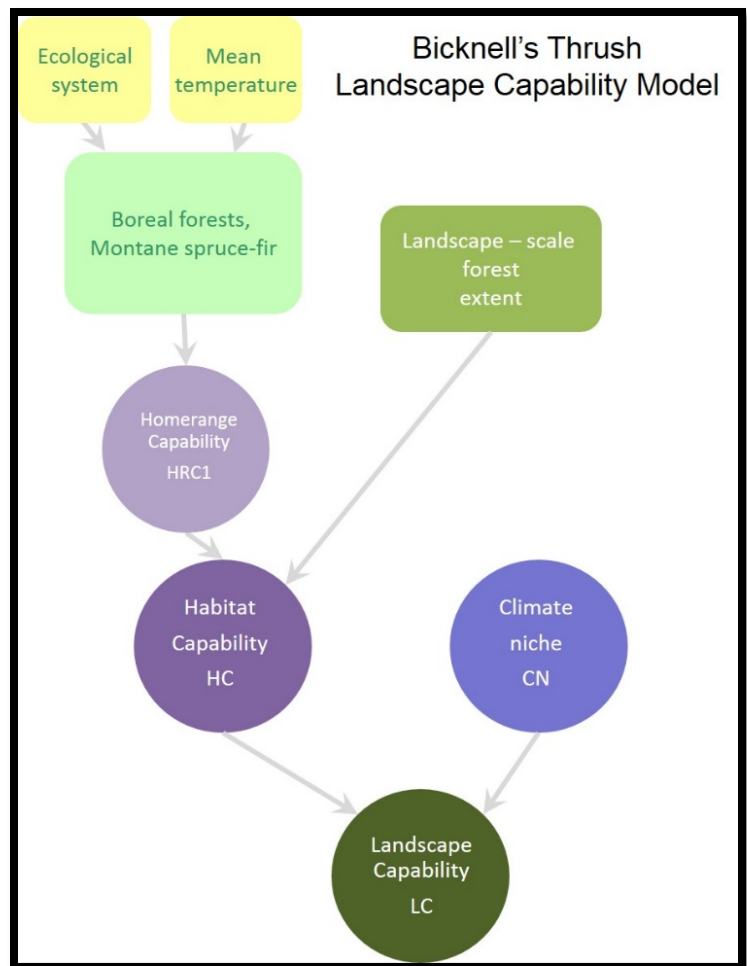 Bicknell's Thrush
Landscape Capability Model
Ecological
system
Mean
temperature
Boreal forests,
Montane spruce-fir
Landscape – scale
forest
extent
Homerange
Capability
HRC1
Habitat
Capability
HC
Climate
niche
CN
Landscape
Capability
LC